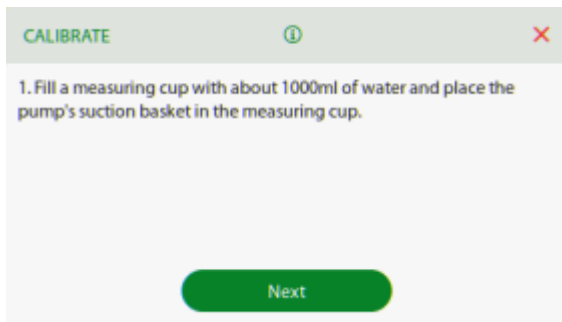 CALIBRATE
1. Fill a measuring cup with about 1000ml of water and place the
pump's suction basket in the measuring cup.
Next